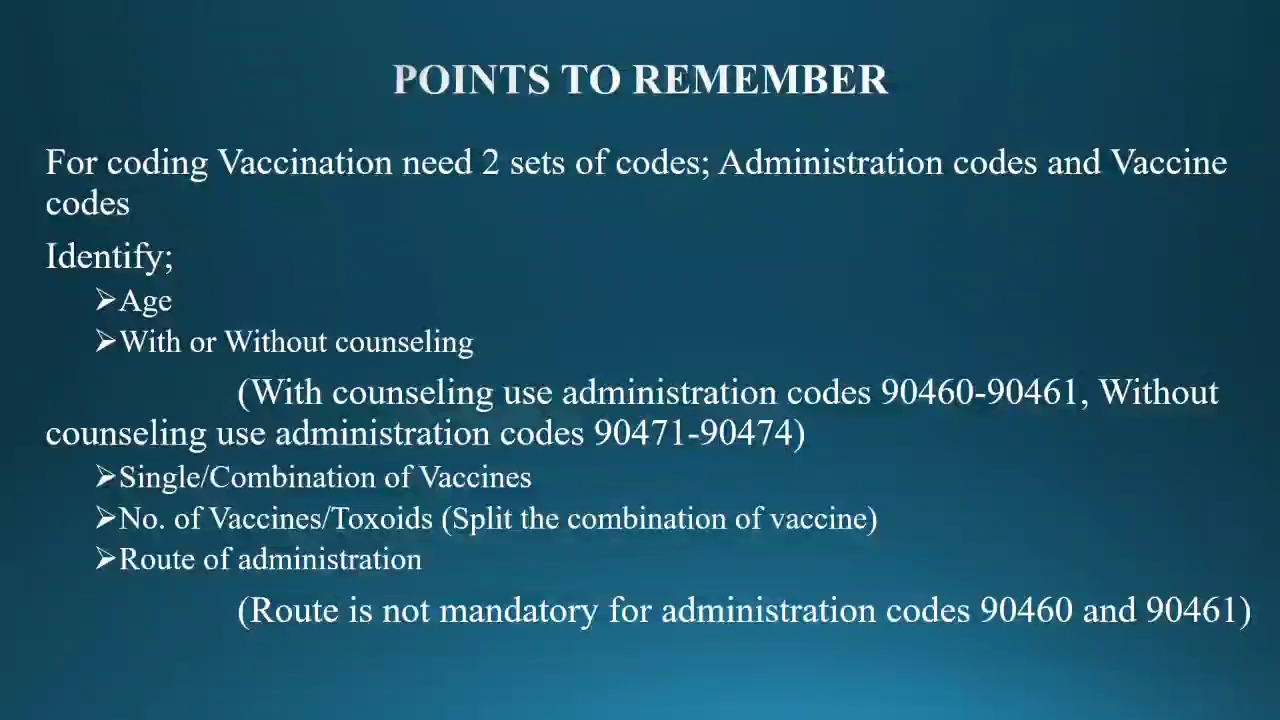 POINTS TO REMEMBER
For coding Vaccination need 2 sets of codes; Administration codes and Vaccine
codes
Identify;
➢Age
➢With or Without counseling
(With counseling use administration codes 90460-90461, Without
counseling use administration codes 90471-90474)
➢Single/Combination of Vaccines
➢No. of Vaccines/Toxoids (Split the combination of vaccine)
➢Route of administration
(Route is not mandatory for administration codes 90460 and 90461)